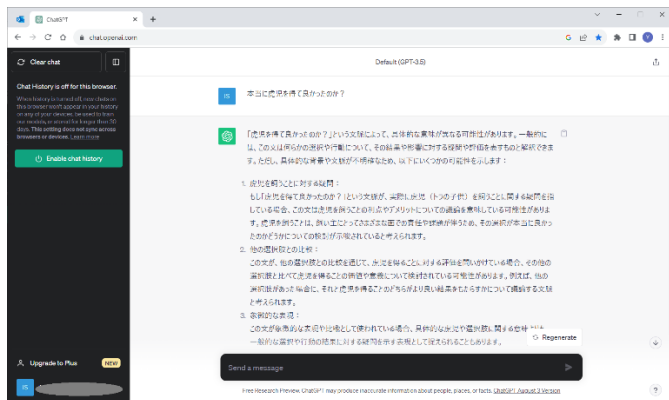 ChatGPT
chat.openai.com
Clear chat
Default (GPT-3.5)
Chat History is off for this browser.
When history is turned off, new chats on
this browser won't appear in your history
on any of your devices, be used to train
our models, or stored for longer than 30
days. This setting does not sync across
browsers or devices. Learn more
Enable chat history
IS
本当に虎児を得て良かったのか？
「虎児を得て良かったのか？」という文脈によって、具体的な意味が異なる可能性があります。一般的に
は、この文は何らかの選択や行動について、その結果や影響に対する疑問や評価を表すものと解釈できま
す。ただし、具体的な背景や文脈が不明確なため、以下にいくつかの可能性を示します：
1. 虎児を飼うことに対する疑問：
もし「虎児を得て良かったのか？」という文脈が、実際に虎児（トラの子供）を飼うことに関する疑問を指
している場合、この文は虎児を飼うことの利点やデメリットについての議論を意味している可能性がありま
す。虎児を飼うことは、飼い主にとってさまざまな面での責任や課題が伴うため、その選択が本当に良かっ
たのかどうかについての検討が示唆されていると考えられます。
2. 他の選択肢との比較：
この文が、他の選択肢との比較を通じて、虎児を得ることに対する評価を問いかけている場合、その他の
選択肢と比べて虎児を得ることの価値や意義について検討されている可能性があります。例えば、他の
選択肢があった場合に、それと虎児を得ることのどちらがより良い結果をもたらすかについて議論する文脈
と考えられます。
3. 象徴的な表現：
この文が象徴的な表現や比喩として使われている場合、具体的な虎児や選択肢に関する意味よりも、
一般的な選択や行動の結果に対する疑問を示す表現として捉えられることもあります。
Regenerate
Upgrade to Plus NEW
IS
Send a message
Free Research Preview. ChatGPT may produce inaccurate information about people, places, or facts. ChatGPT August 3 Version